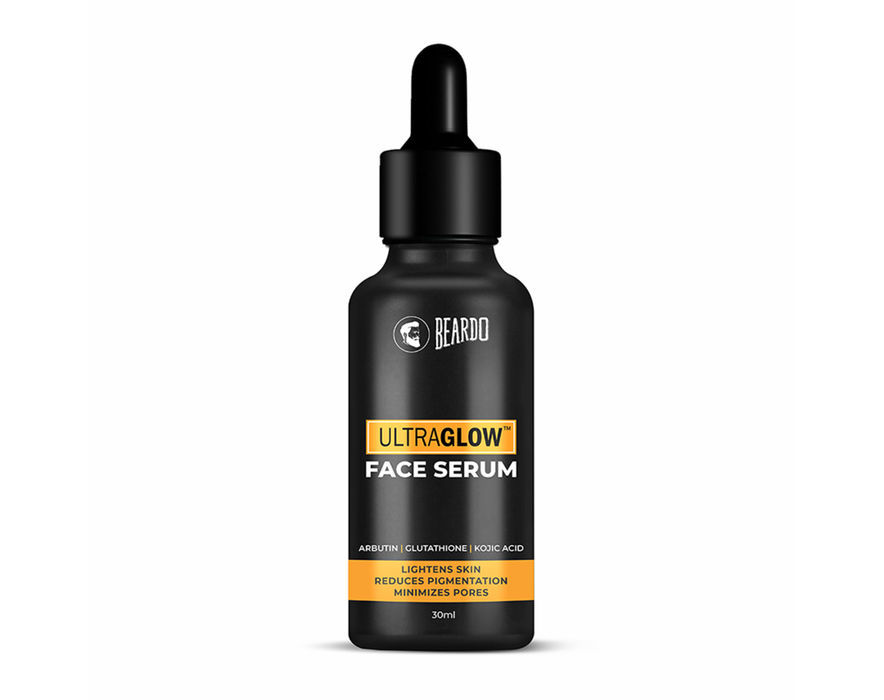 BEARDO
ULTRAGLOW™
FACE SERUM
ARBUTIN | GLUTATHIONE | KOJIC ACID
LIGHTENS SKIN
REDUCES PIGMENTATION
MINIMIZES PORES
30ml